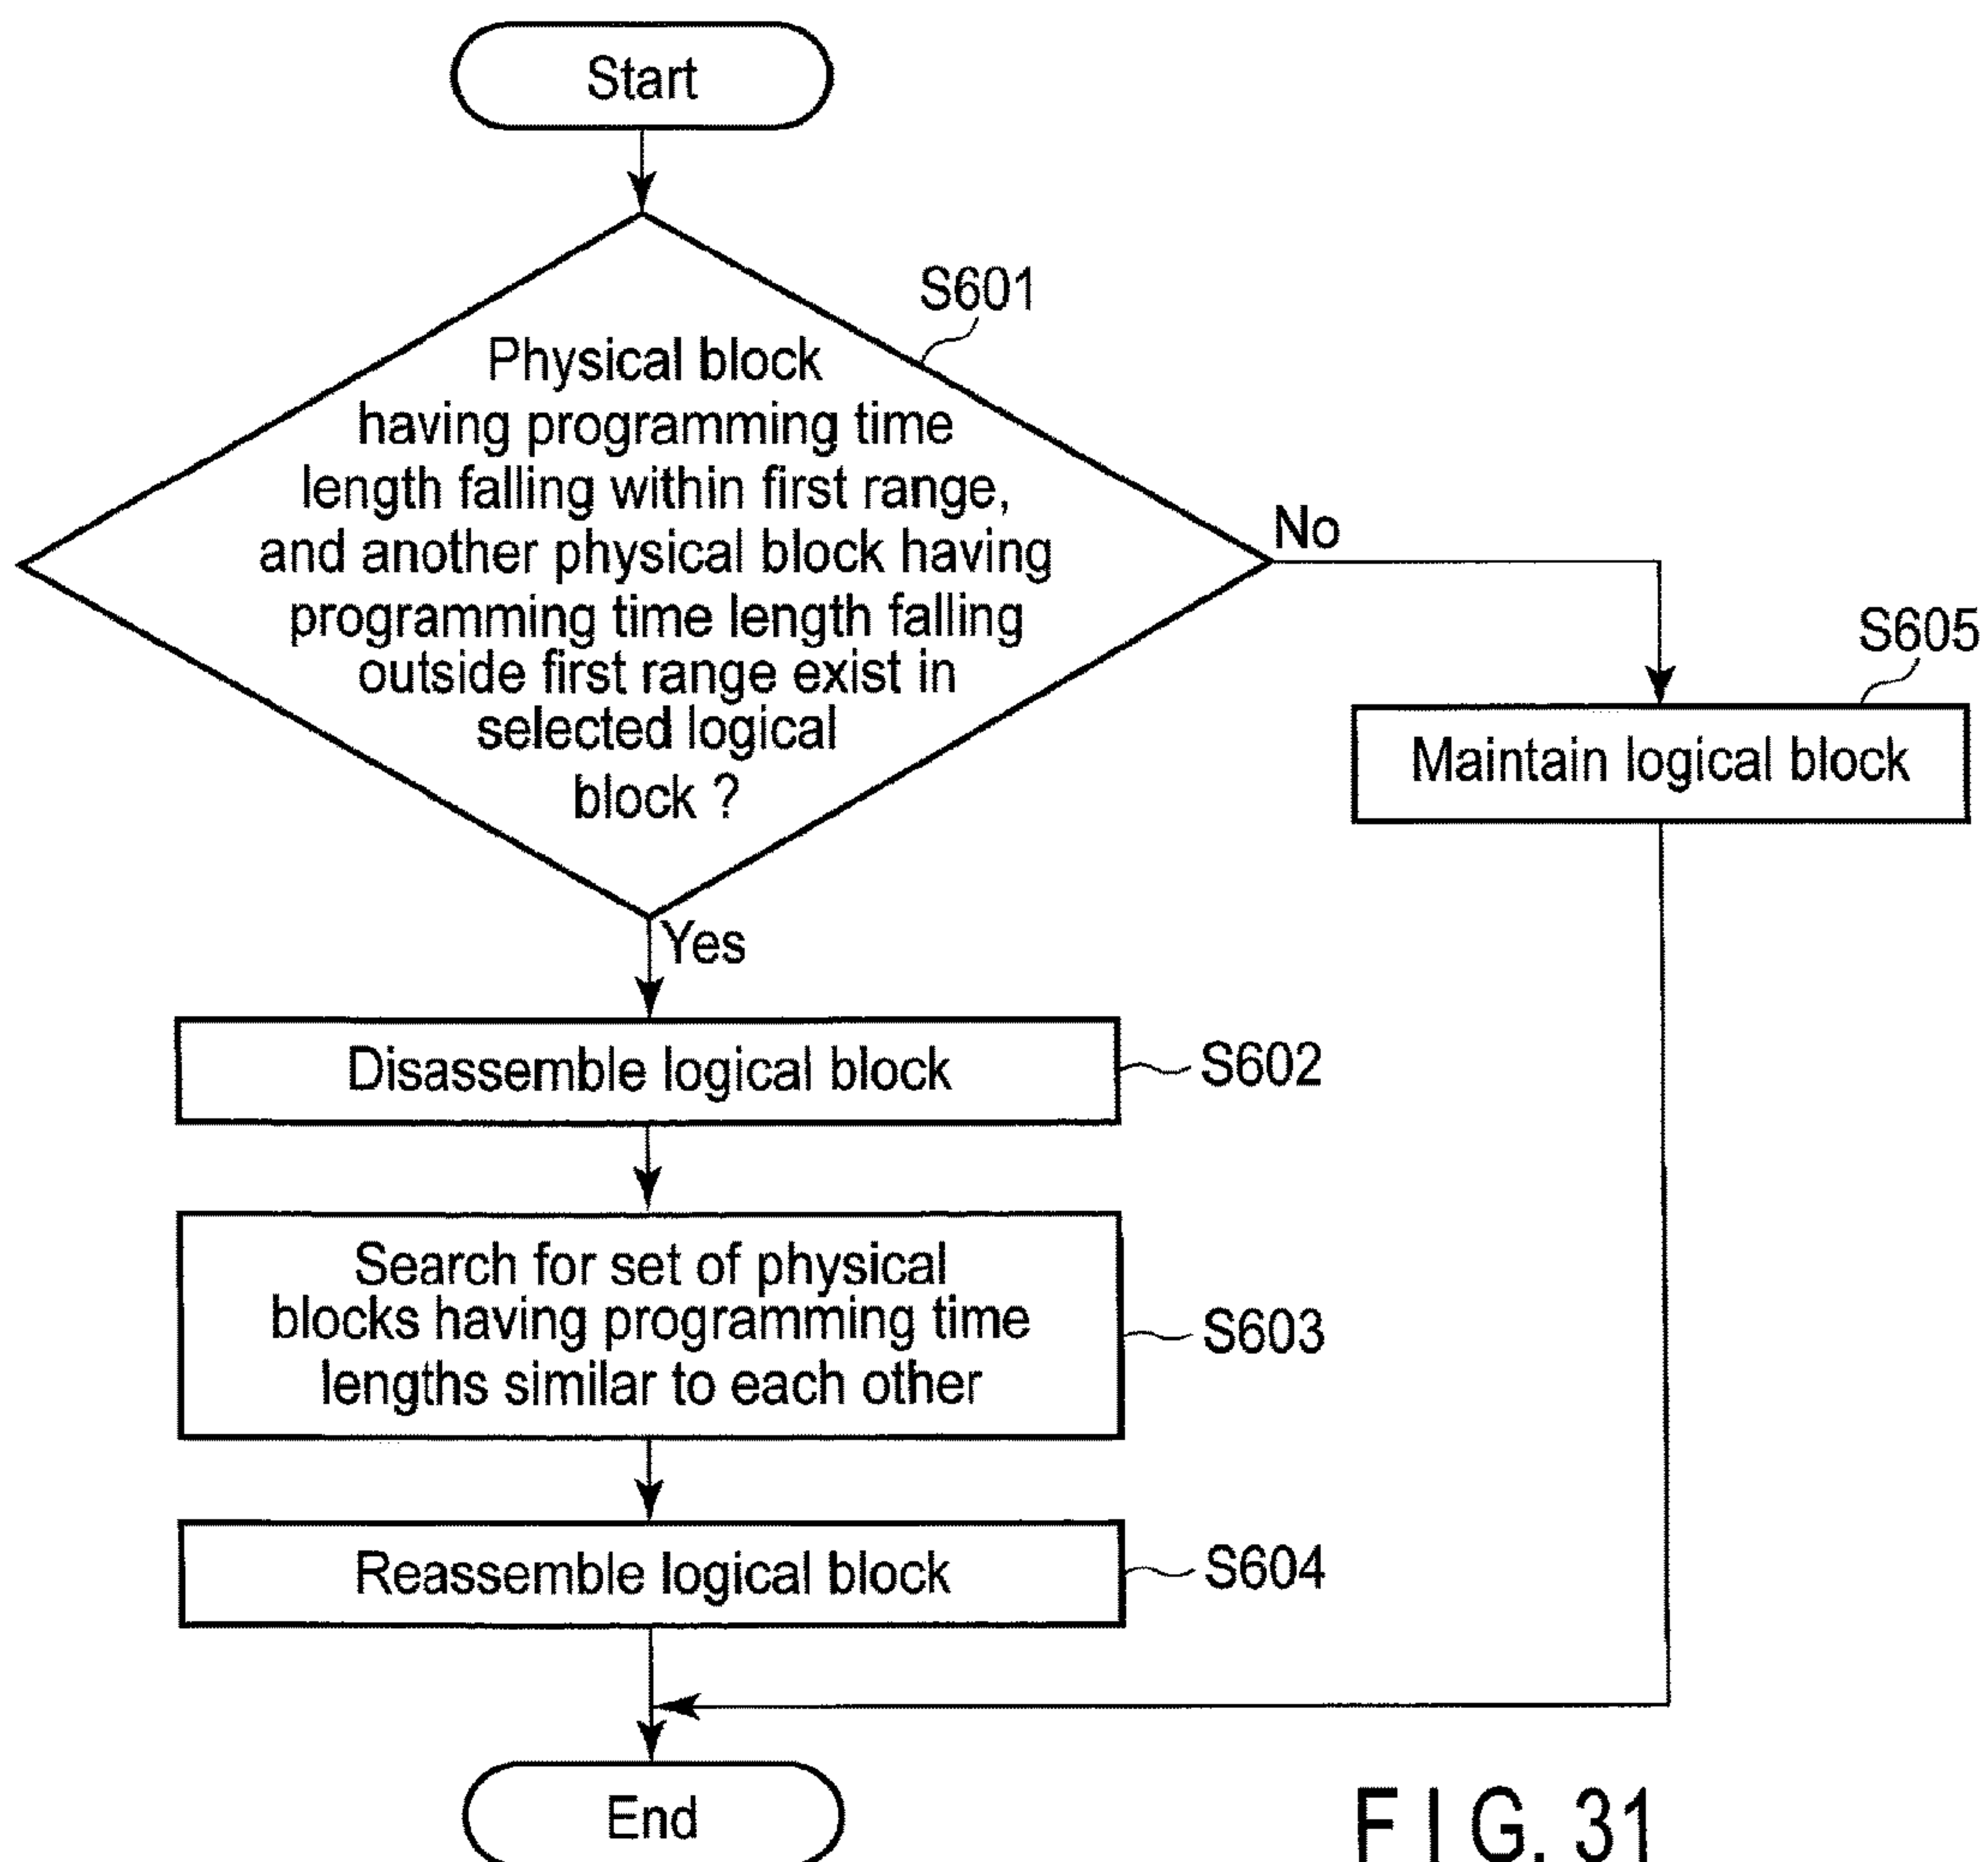 Start
S601
Physical block
having programming time
length falling within first range,
and another physical block having
programming time length falling
outside first range exist in
selected logical
block ?
No
S605
Maintain logical block
Yes
Disassemble logical block
S602
Search for set of physical
blocks having programming time
lengths similar to each other
S603
Reassemble logical block
S604
End
FIG. 31